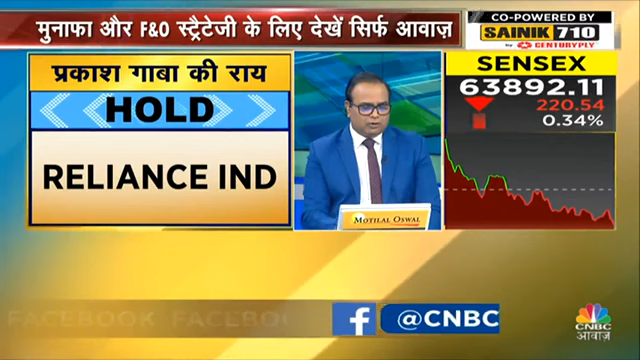 मुनाफा और F&O स्ट्रैटेजी के लिए देखें सिर्फ आवाज़
CO-POWERED BY
SAINIK 710
by CENTURYPLY
प्रकाश गाबा की राय
HOLD
RELIANCE IND
MOTILAL OSWAL
SENSEX
63892.11
220.54
0.34%
FACEBOOK FACEBOOK
@CNBC
CNBC
आवाज़